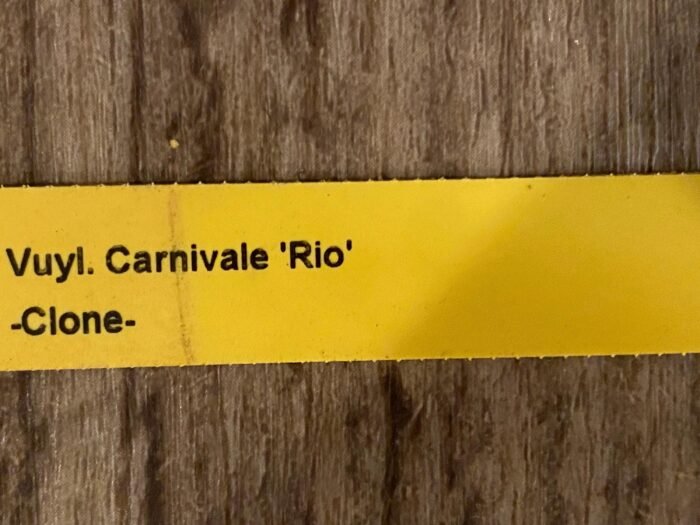 Vuyl. Carnivale 'Rio'
-Clone-